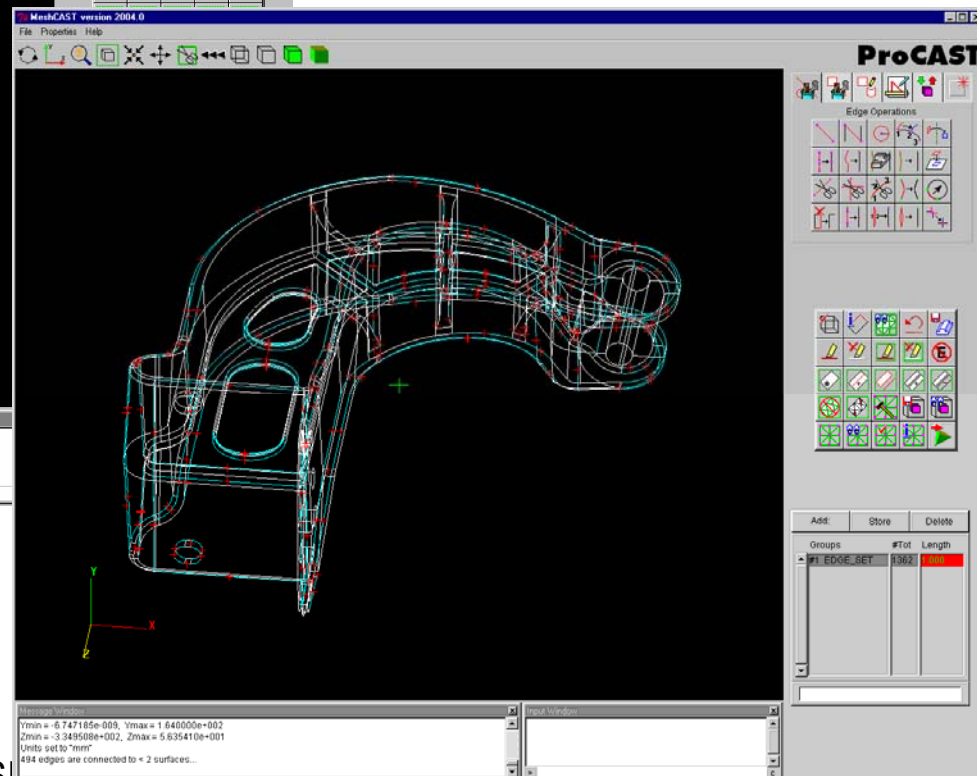 MeshCAST version 2004.0
File Properties Help
ProCAST
Edge Operations
Add: Store Delete
Groups #Tot Length
#1 EDGE_SET 1362 1.000
Y
X
Z
Message Window
Ymin = -6.747185e-009, Ymax = 1.640000e+002
Zmin = -3.349508e+002, Zmax = 5.635410e+001
Units set to "mm"
494 edges are connected to < 2 surfaces...
Input Window